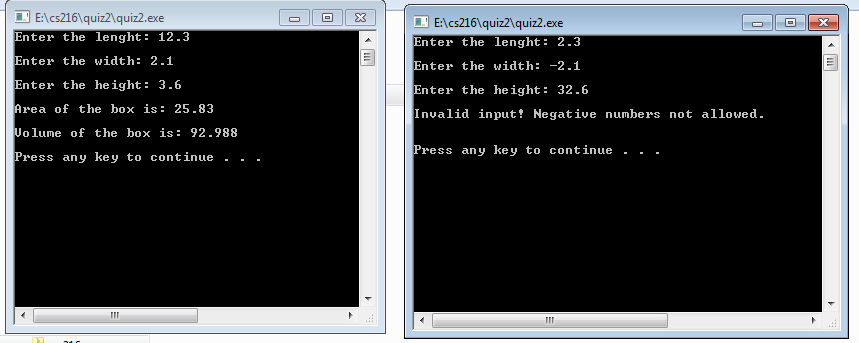 E:\cs216\quiz2\quiz2.exe
Enter the lenght: 12.3
Enter the width: 2.1
Enter the height: 3.6
Area of the box is: 25.83
Volume of the box is: 92.988
Press any key to continue . . .
E:\cs216\quiz2\quiz2.exe
Enter the lenght: 2.3
Enter the width: -2.1
Enter the height: 32.6
Invalid input! Negative numbers not allowed.
Press any key to continue . . .